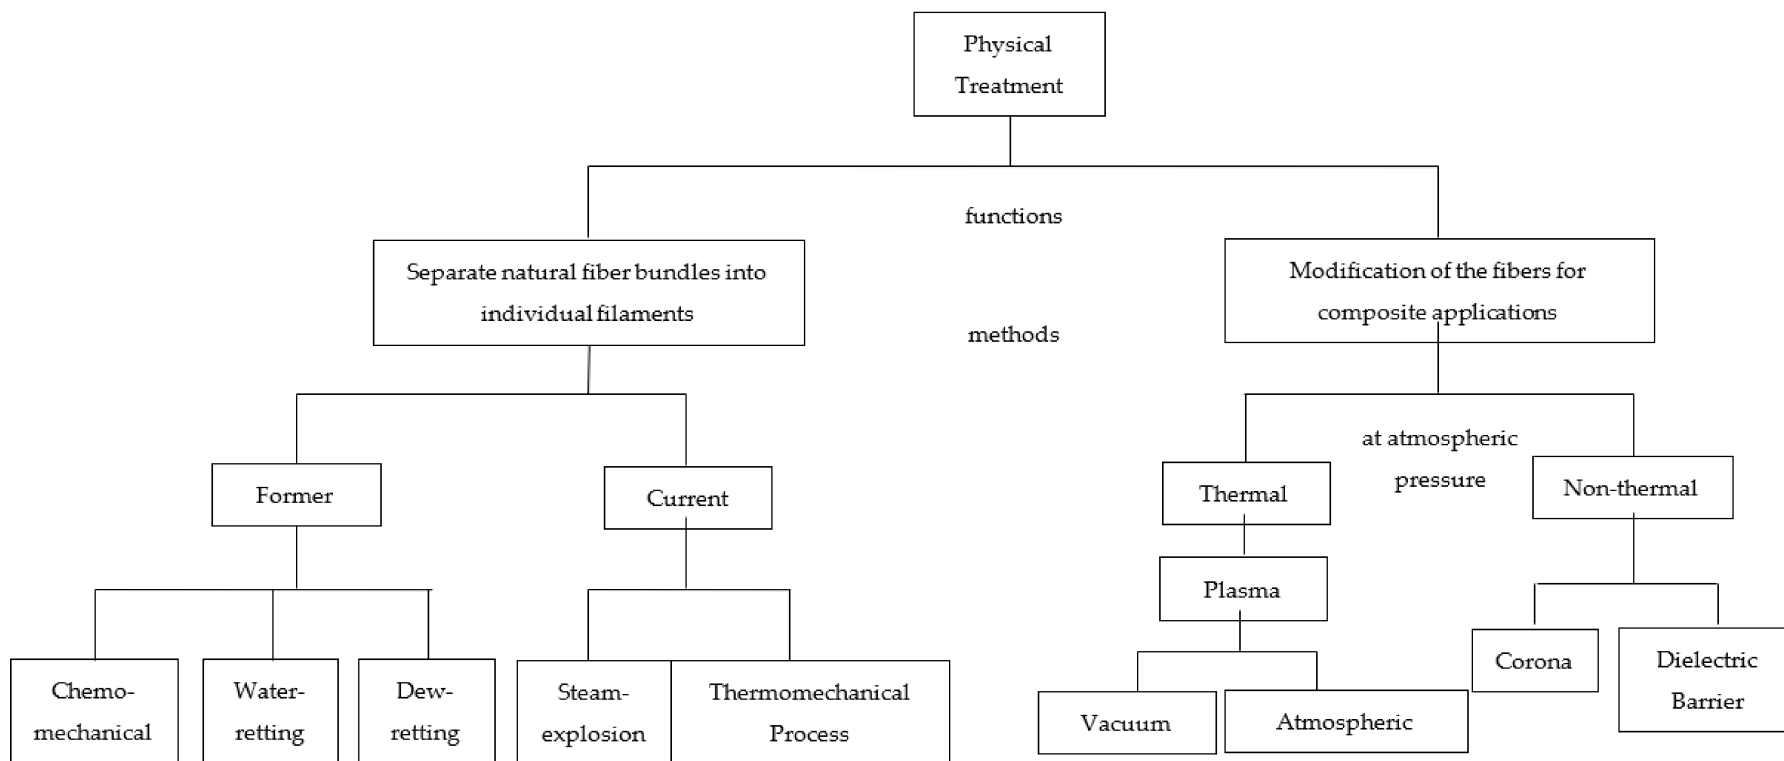 Physical
Treatment
functions
Separate natural fiber bundles into
individual filaments
Modification of the fibers for
composite applications
methods
Former
Current
Thermal
at atmospheric
pressure
Non-thermal
Plasma
Chemo-
mechanical
Water-
retting
Dew-
retting
Steam-
explosion
Thermomechanical
Process
Vacuum
Atmospheric
Corona
Dielectric
Barrier